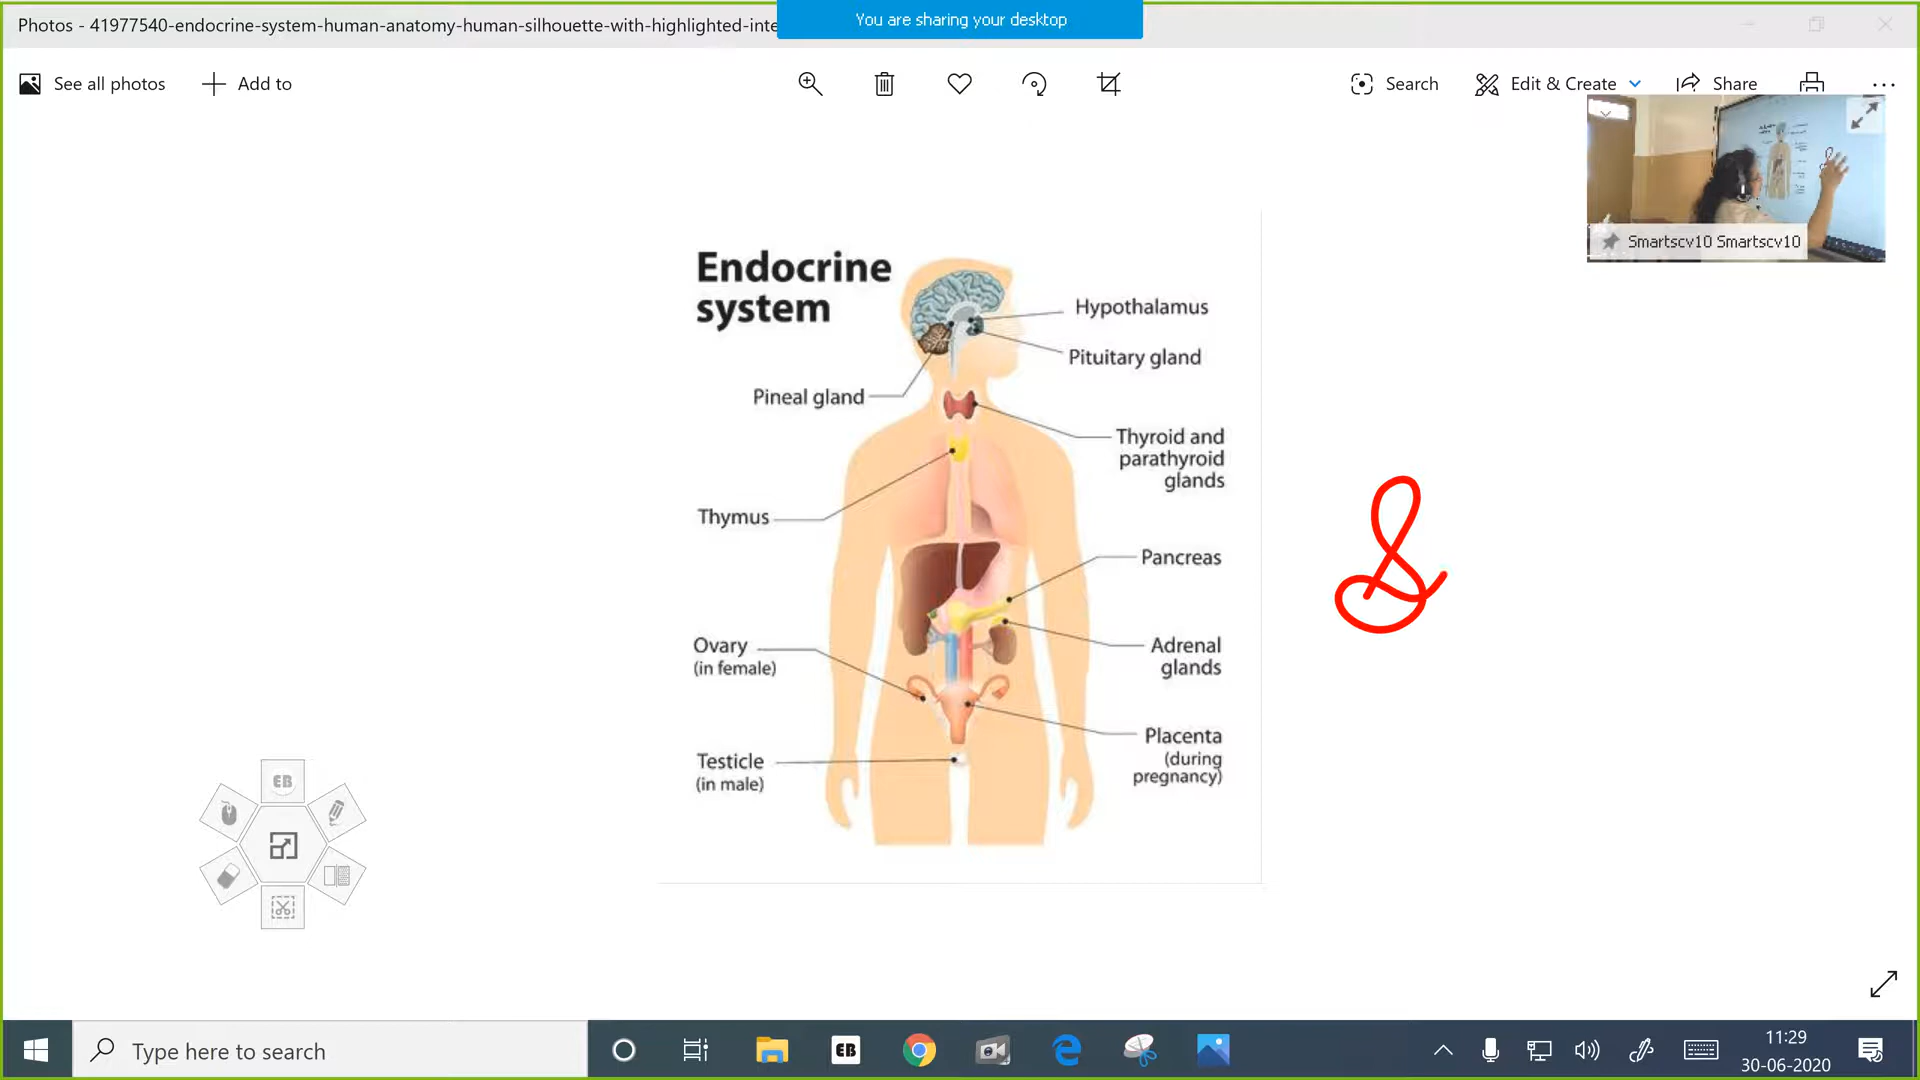 Photos - 41977540-endocrine-system-human-anatomy-human-silhouette-with-highlighted-inte
You are sharing your desktop
See all photos
Add to
Search
Edit & Create
Share
Smartscv10 Smartscv10
Endocrine
system
Hypothalamus
Pituitary gland
Pineal gland
Thyroid and
parathyroid
glands
Thymus
Pancreas
Ovary
(in female)
Adrenal
glands
Placenta
(during
pregnancy)
Testicle
(in male)
EB
Type here to search
EB
11:29
30-06-2020